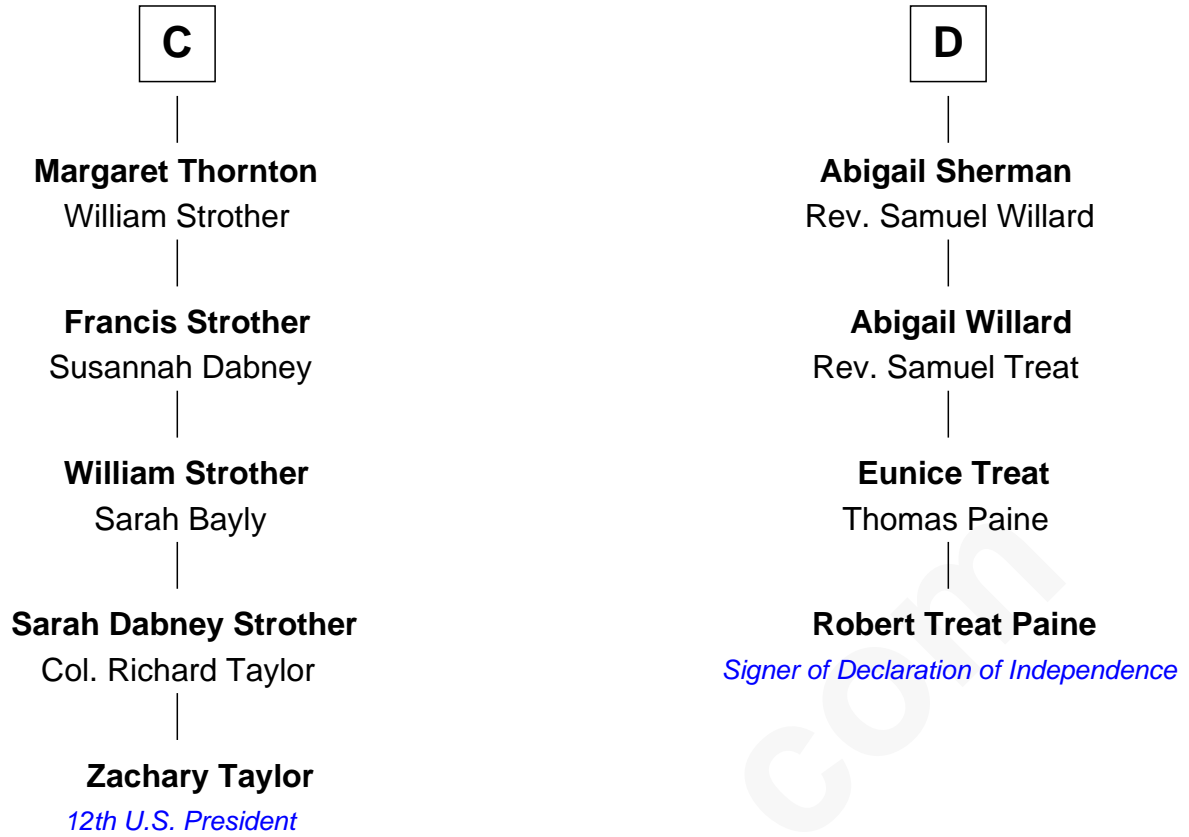 C
Margaret Thornton
William Strother
Francis Strother
Susannah Dabney
William Strother
Sarah Bayly
Sarah Dabney Strother
Col. Richard Taylor
Zachary Taylor
12th U.S. President
D
Abigail Sherman
Rev. Samuel Willard
Abigail Willard
Rev. Samuel Treat
Eunice Treat
Thomas Paine
Robert Treat Paine
Signer of Declaration of Independence
com